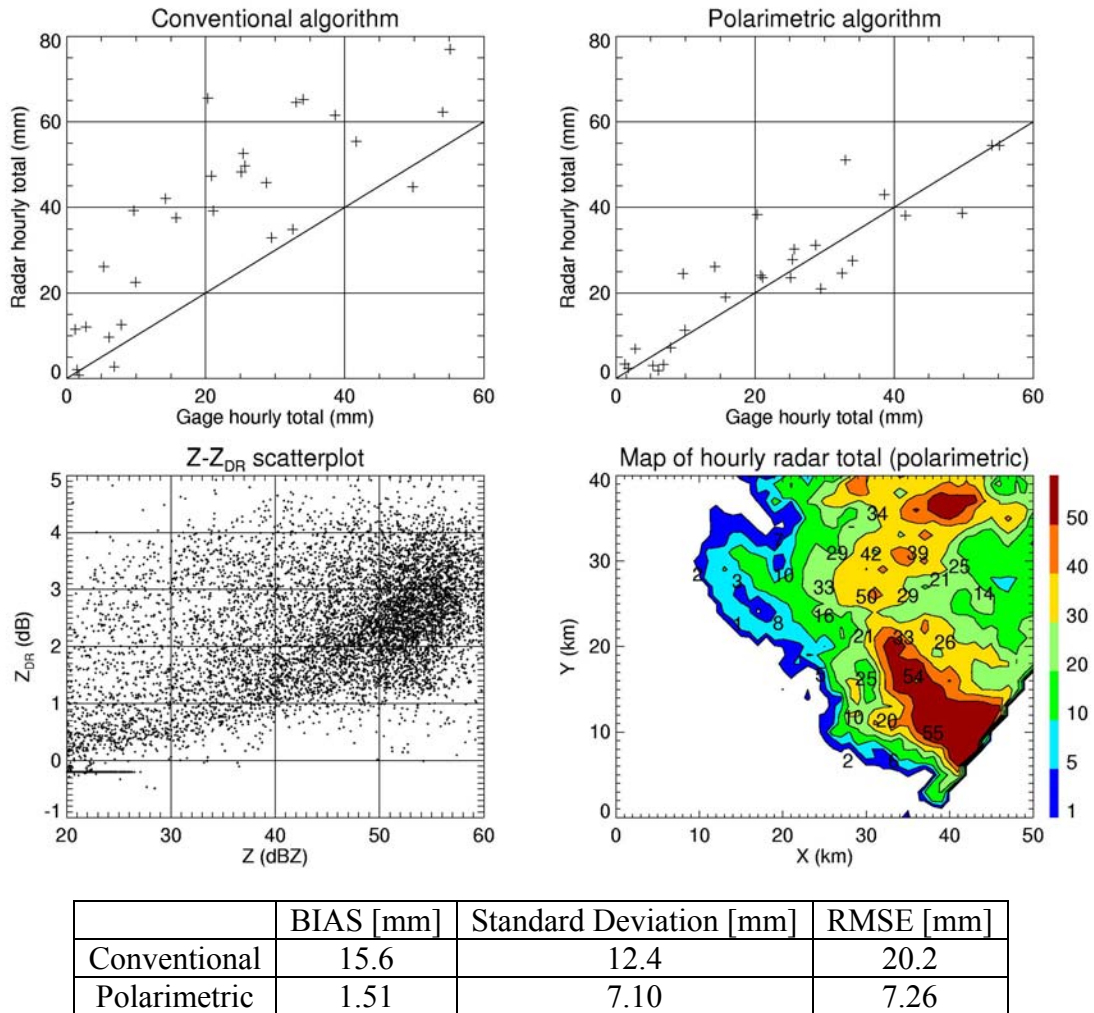 Conventional algorithm
80
60
40
20
0
Radar hourly total (mm)
0 20 40 60
Gage hourly total (mm)
Polarimetric algorithm
80
60
40
20
0
Radar hourly total (mm)
0 20 40 60
Gage hourly total (mm)
Z-ZDR scatterplot
5
4
3
2
1
0
-1
ZDR (dB)
20 30 40 50 60
Z (dBZ)
Map of hourly radar total (polarimetric)
40
30
20
10
0
Y (km)
34
7
29 42 39
2 10 25
3 33 21
50 29 14
16
1 8
21 33 26
5 25 54
10 20
55
2 6
0 10 20 30 40 50
X (km)
50
40
30
20
10
5
1
BIAS [mm] Standard Deviation [mm] RMSE [mm]
Conventional 15.6 12.4 20.2
Polarimetric 1.51 7.10 7.26